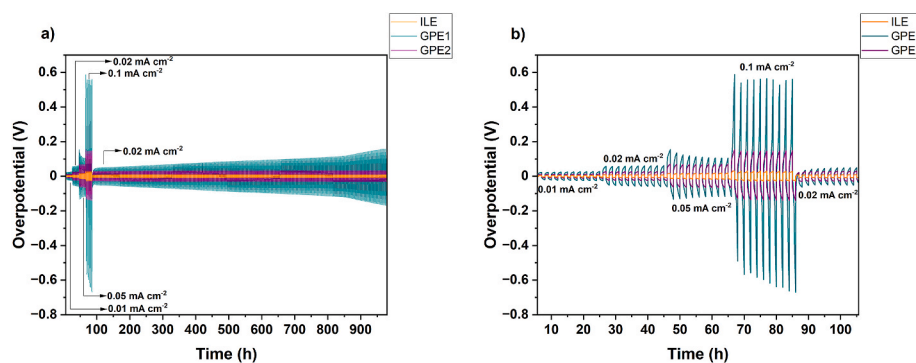 a)
ILE
GPE1
GPE2
0.02 mA cm-2
0.1 mA cm-2
0.02 mA cm-2
0.05 mA cm-2
0.01 mA cm-2
Overpotential (V)
0.6
0.4
0.2
0
−0.2
−0.4
−0.6
−0.8
100 200 300 400 500 600 700 800 900
Time (h)
b)
ILE
GPE
GPE
0.1 mA cm-2
0.02 mA cm-2
0.01 mA cm-2
0.05 mA cm-2
0.02 mA cm-2
Overpotential (V)
0.6
0.4
0.2
0
−0.2
−0.4
−0.6
−0.8
10 20 30 40 50 60 70 80 90 100
Time (h)